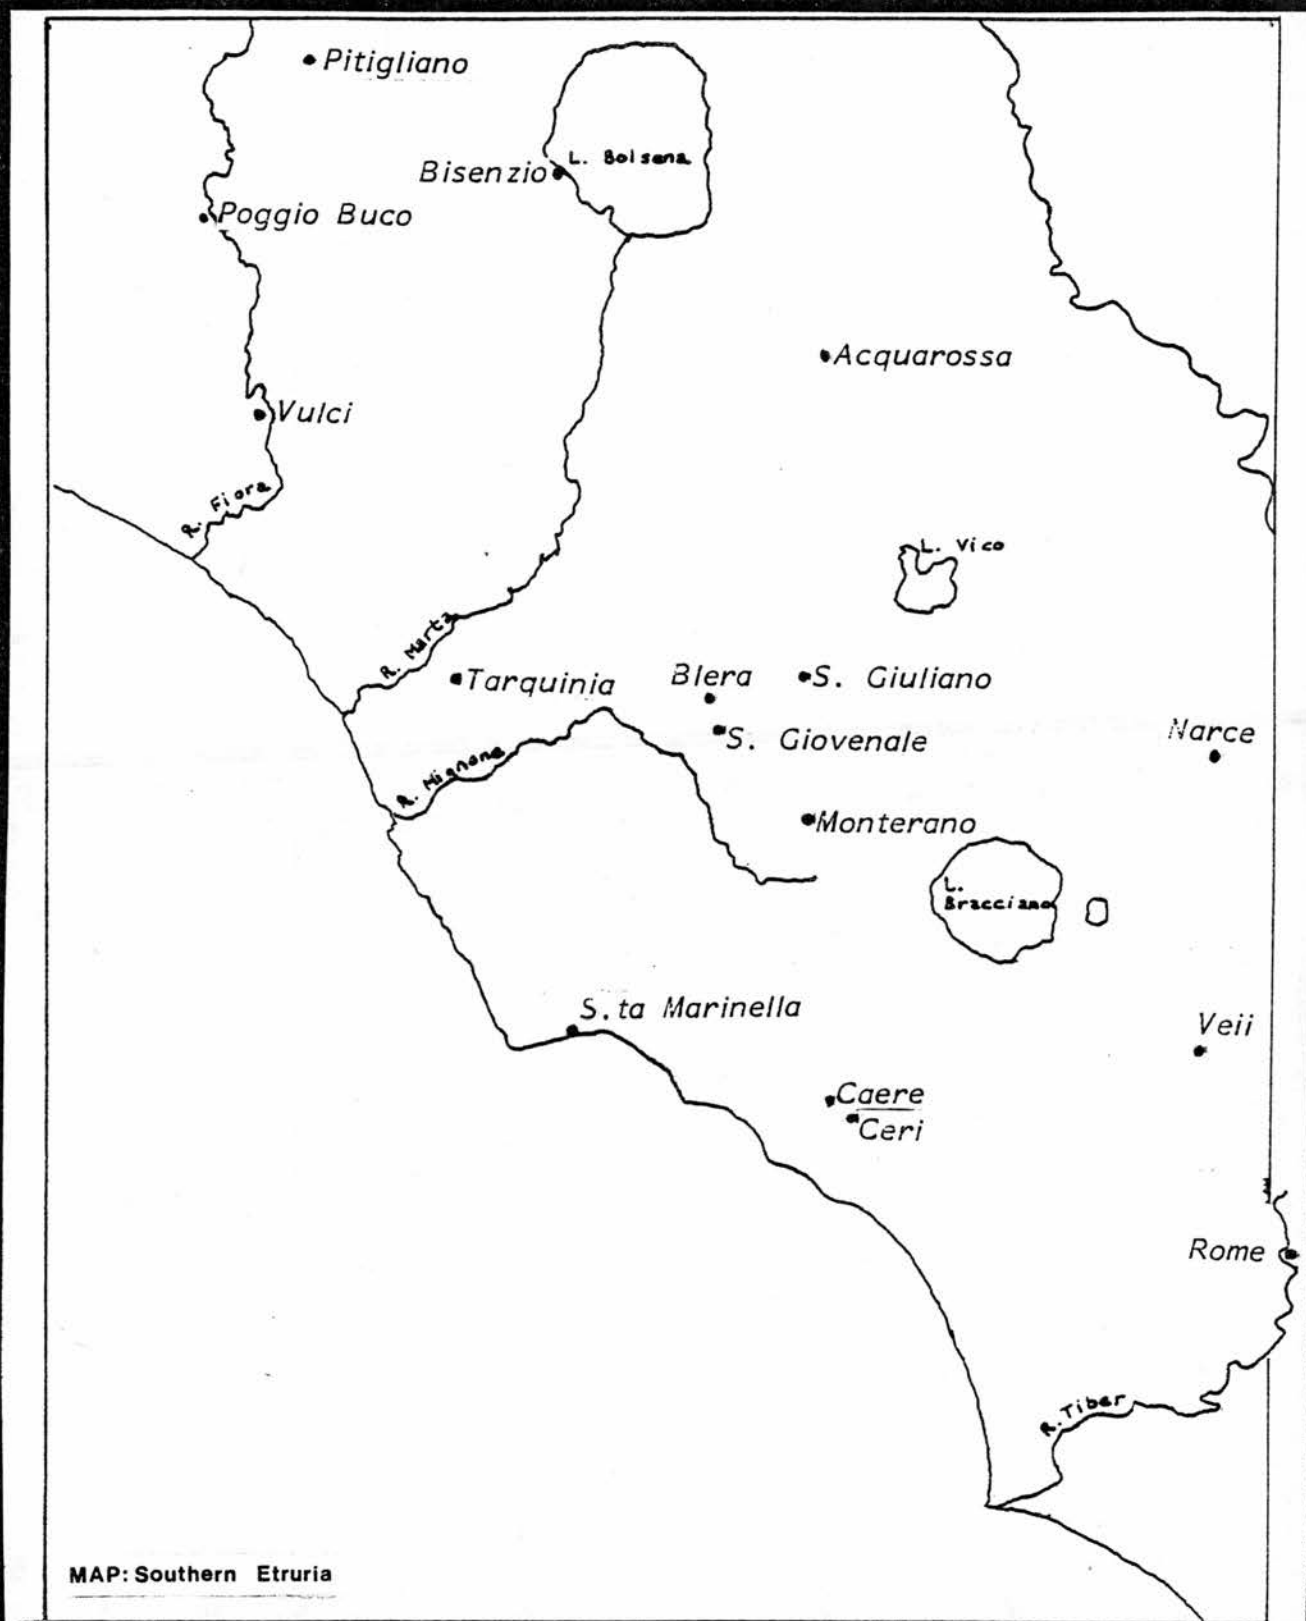 Pitigliano
L. Bolsena
Bisenzio
Poggio Buco
Acquarossa
Vulci
R. Fiora
L. Vico
R. Marta
Tarquinia
Blera
S. Giuliano
S. Giovenale
Narce
R. Mignone
Monterano
L.
Bracciano
S.ta Marinella
Veii
Caere
Ceri
Rome
R. Tiber
MAP: Southern Etruria